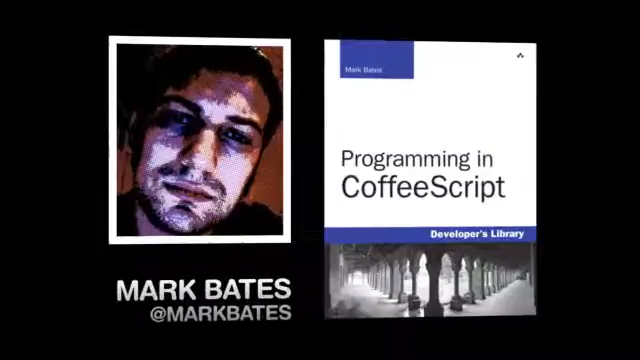 MARK BATES
@MARKBATES
Mark Bates
Programming in
CoffeeScript
Developer's Library